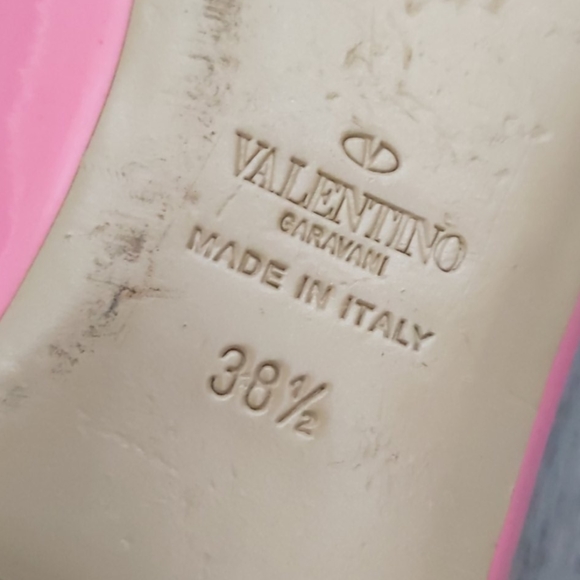 VALENTINO
GARAVANI
MADE IN ITALY
38½